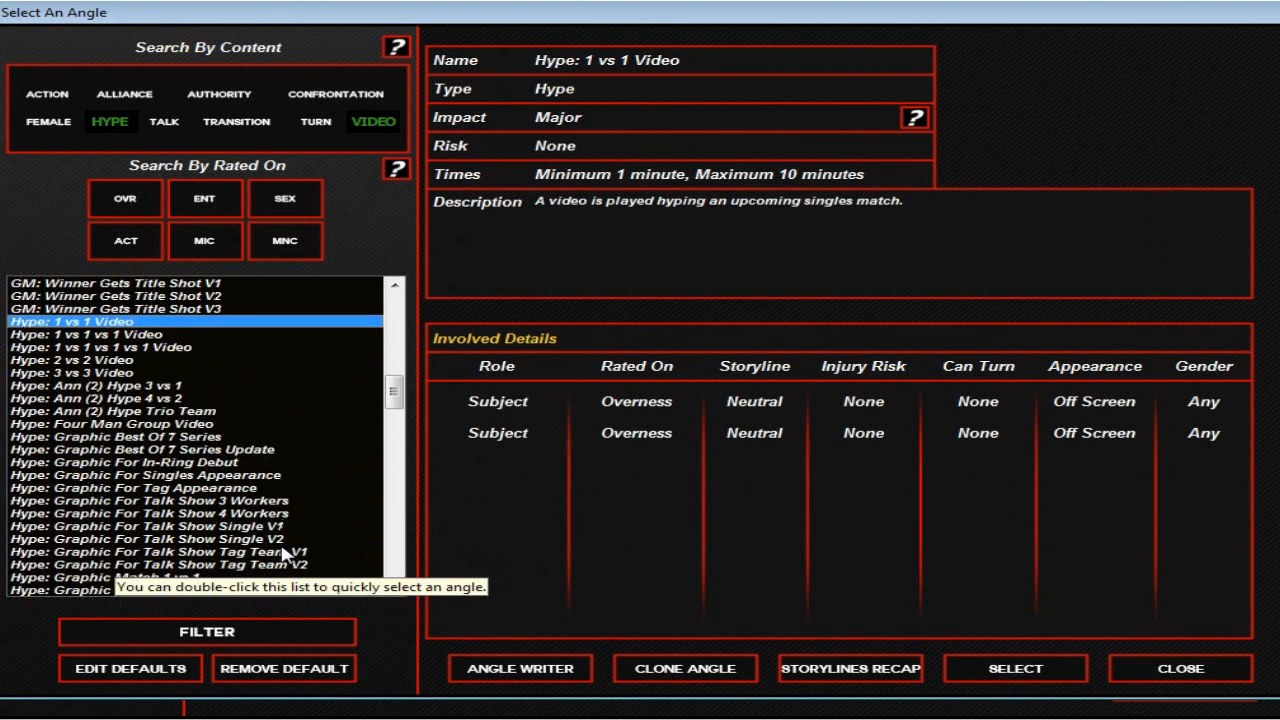 Select An Angle
Search By Content
?
ACTION ALLIANCE AUTHORITY CONFRONTATION
FEMALE HYPE TALK TRANSITION TURN VIDEO
Search By Rated On
?
OVR ENT SEX
ACT MIC MNC
GM: Winner Gets Title Shot V1
GM: Winner Gets Title Shot V2
GM: Winner Gets Title Shot V3
Hype: 1 vs 1 Video
Hype: 1 vs 1 vs 1 Video
Hype: 1 vs 1 vs 1 vs 1 Video
Hype: 2 vs 2 Video
Hype: 3 vs 3 Video
Hype: Ann (2) Hype 3 vs 1
Hype: Ann (2) Hype 4 vs 2
Hype: Ann (2) Hype Trio Team
Hype: Four Man Group Video
Hype: Graphic Best Of 7 Series
Hype: Graphic Best Of 7 Series Update
Hype: Graphic For In-Ring Debut
Hype: Graphic For Singles Appearance
Hype: Graphic For Tag Appearance
Hype: Graphic For Talk Show 3 Workers
Hype: Graphic For Talk Show 4 Workers
Hype: Graphic For Talk Show Single V1
Hype: Graphic For Talk Show Single V2
Hype: Graphic For Talk Show Tag Team V1
Hype: Graphic For Talk Show Tag Team V2
Hype: Graphic Match 1 vs 1
Hype: Graphic
You can double-click this list to quickly select an angle.
FILTER
EDIT DEFAULTS REMOVE DEFAULT
Name Hype: 1 vs 1 Video
Type Hype
Impact Major ?
Risk None
Times Minimum 1 minute, Maximum 10 minutes
Description A video is played hyping an upcoming singles match.
Involved Details
Role Rated On Storyline Injury Risk Can Turn Appearance Gender
Subject Overness Neutral None None Off Screen Any
Subject Overness Neutral None None Off Screen Any
ANGLE WRITER CLONE ANGLE STORYLINES RECAP SELECT CLOSE